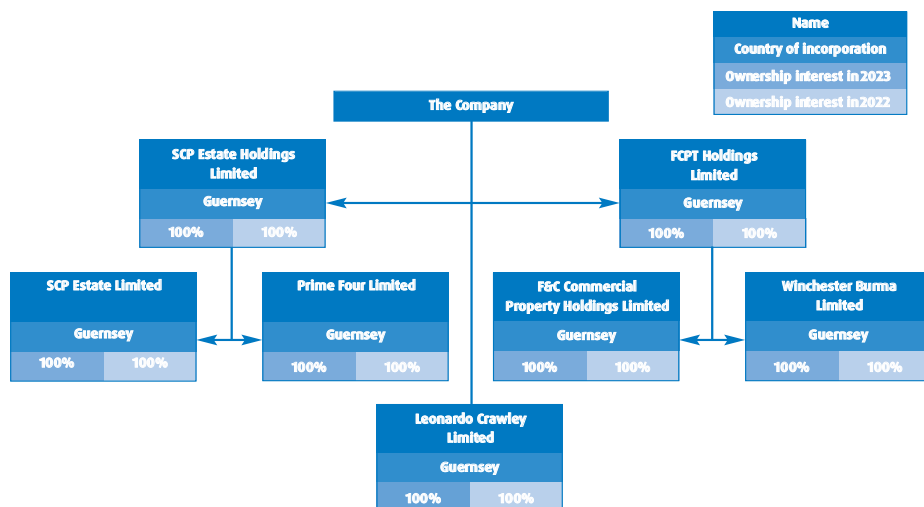 Name
Country of incorporation
Ownership interest in 2023
Ownership interest in 2022
The Company
SCP Estate Holdings
Limited
Guernsey
100% 100%
FCPT Holdings
Limited
Guernsey
100% 100%
SCP Estate Limited
Guernsey
100% 100%
Prime Four Limited
Guernsey
100% 100%
F&C Commercial
Property Holdings Limited
Guernsey
100% 100%
Winchester Burma
Limited
Guernsey
100% 100%
Leonardo Crawley
Limited
Guernsey
100% 100%